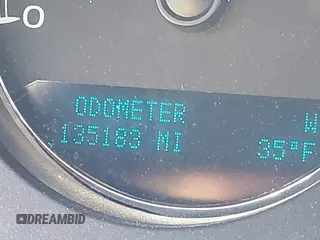 O
ODOMETER W
135183 MI 35°F
DREAMBID